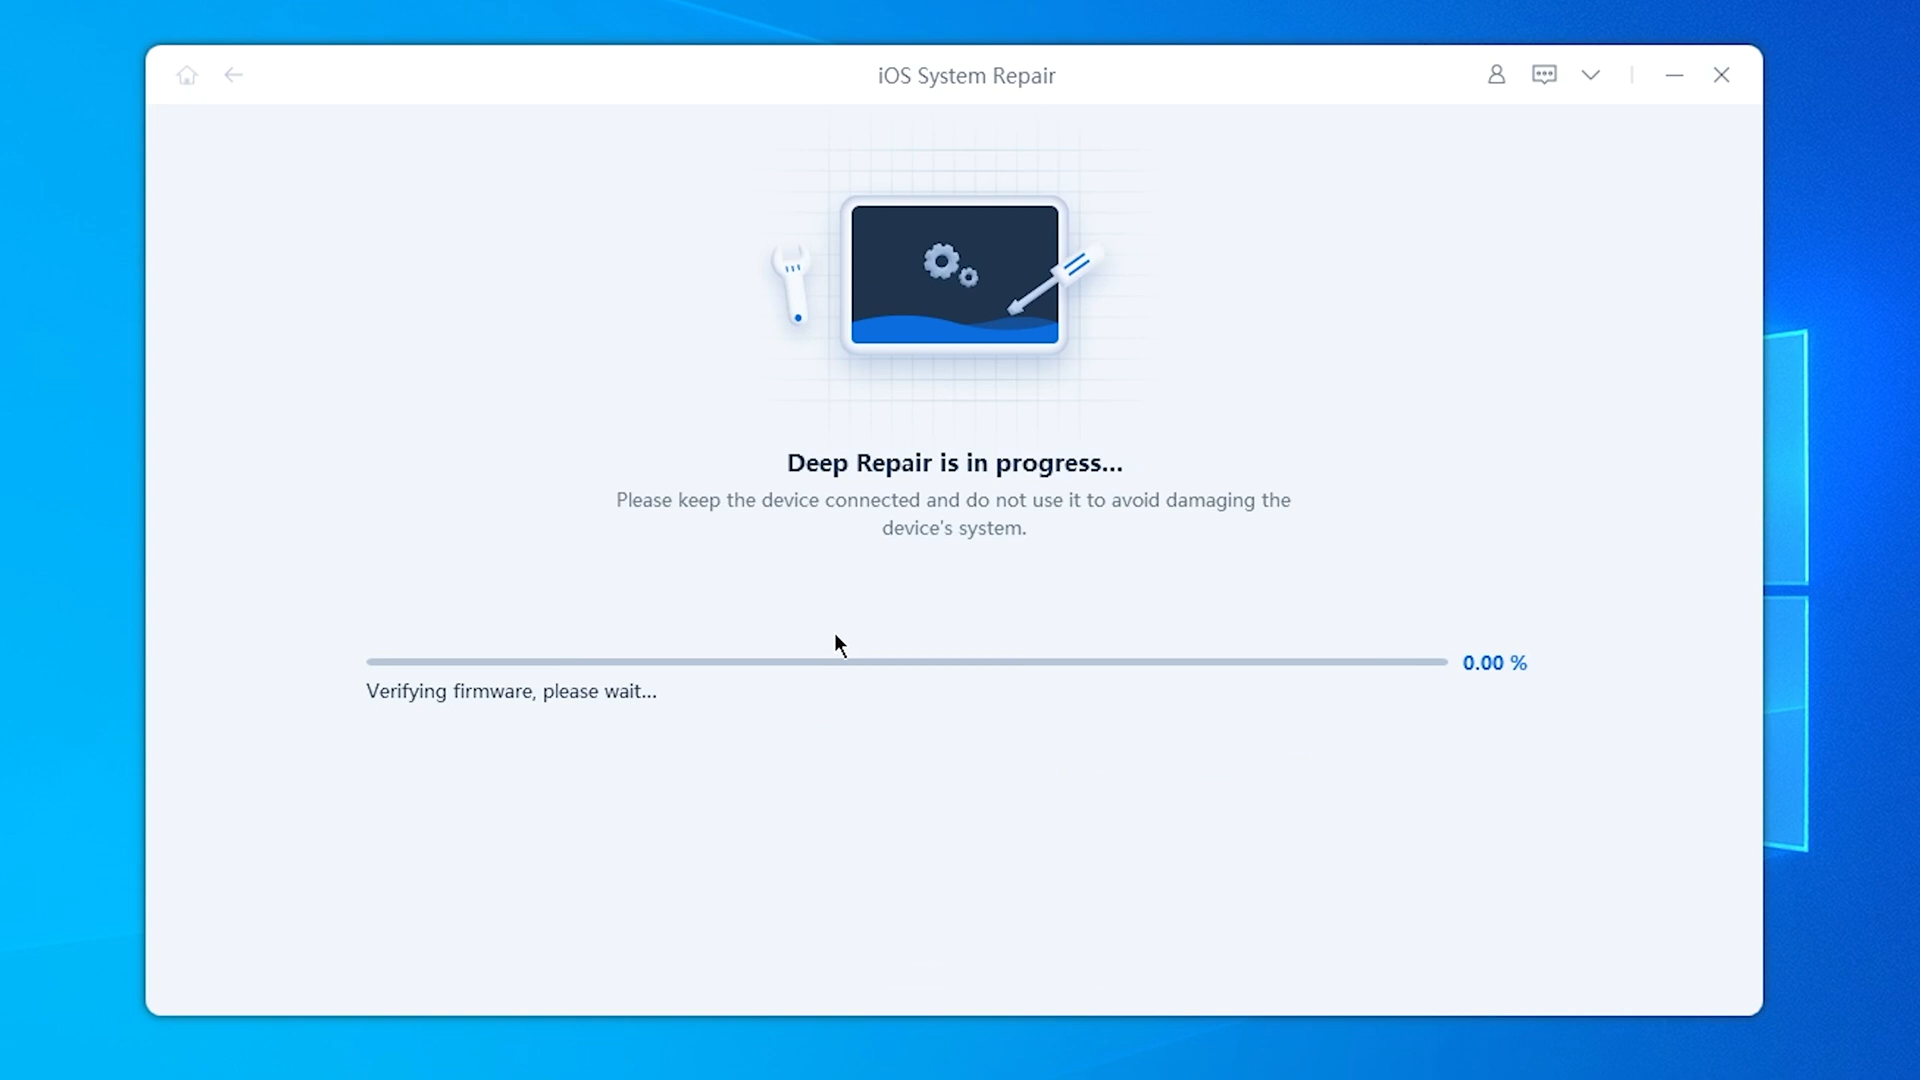 iOS System Repair
Deep Repair is in progress...
Please keep the device connected and do not use it to avoid damaging the
device's system.
0.00 %
Verifying firmware, please wait...